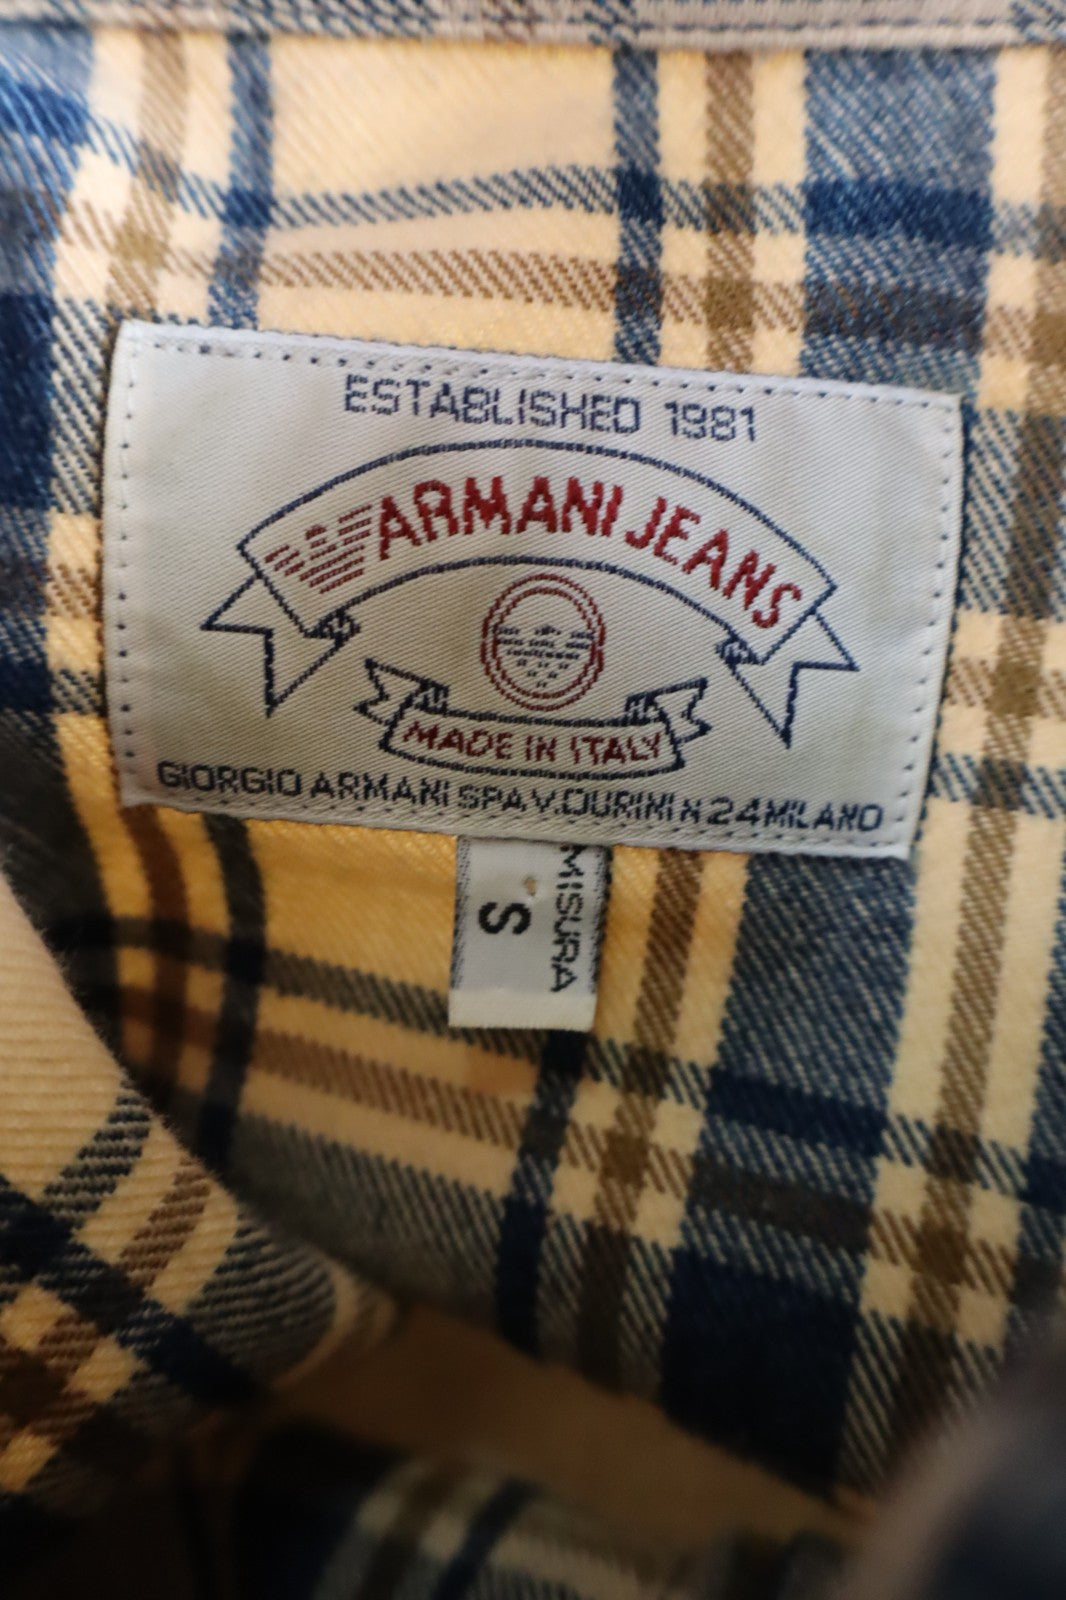 ESTABLISHED 1981
ARMANI JEANS
MADE IN ITALY
GIORGIO ARMANI SPA V. DURINI N 24 MILANO
MISURA
S